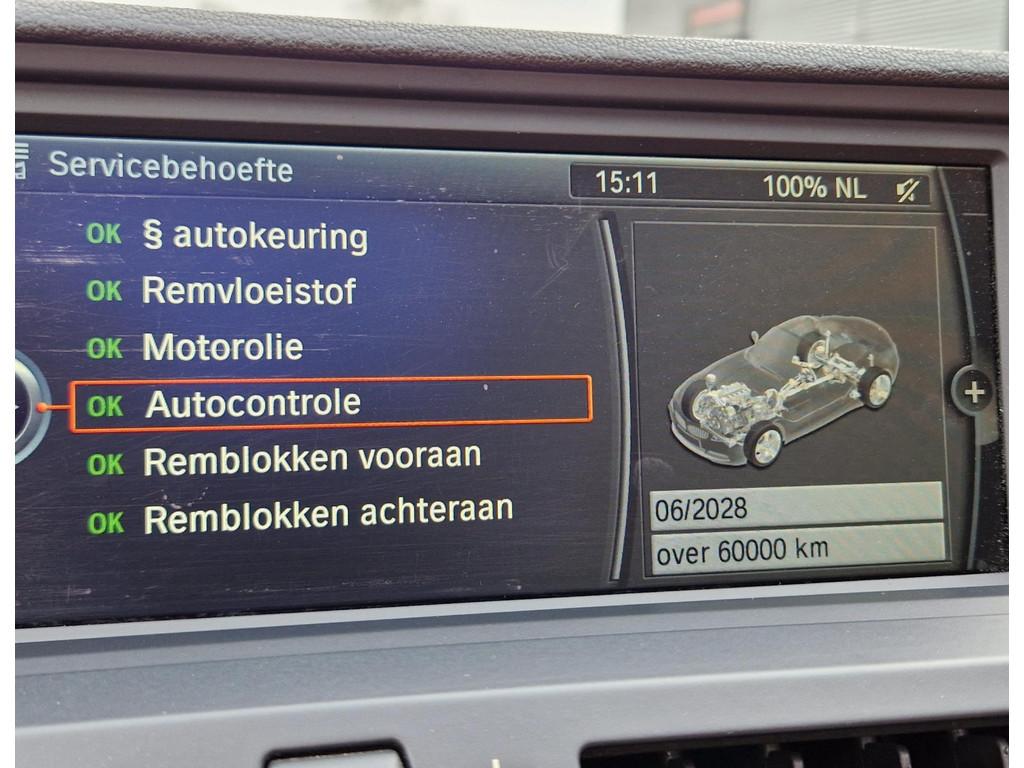 Servicebehoefte
15:11
100% NL
OK § autokeuring
OK Remvloeistof
OK Motorolie
OK Autocontrole
OK Remblokken vooraan
OK Remblokken achteraan
06/2028
over 60000 km